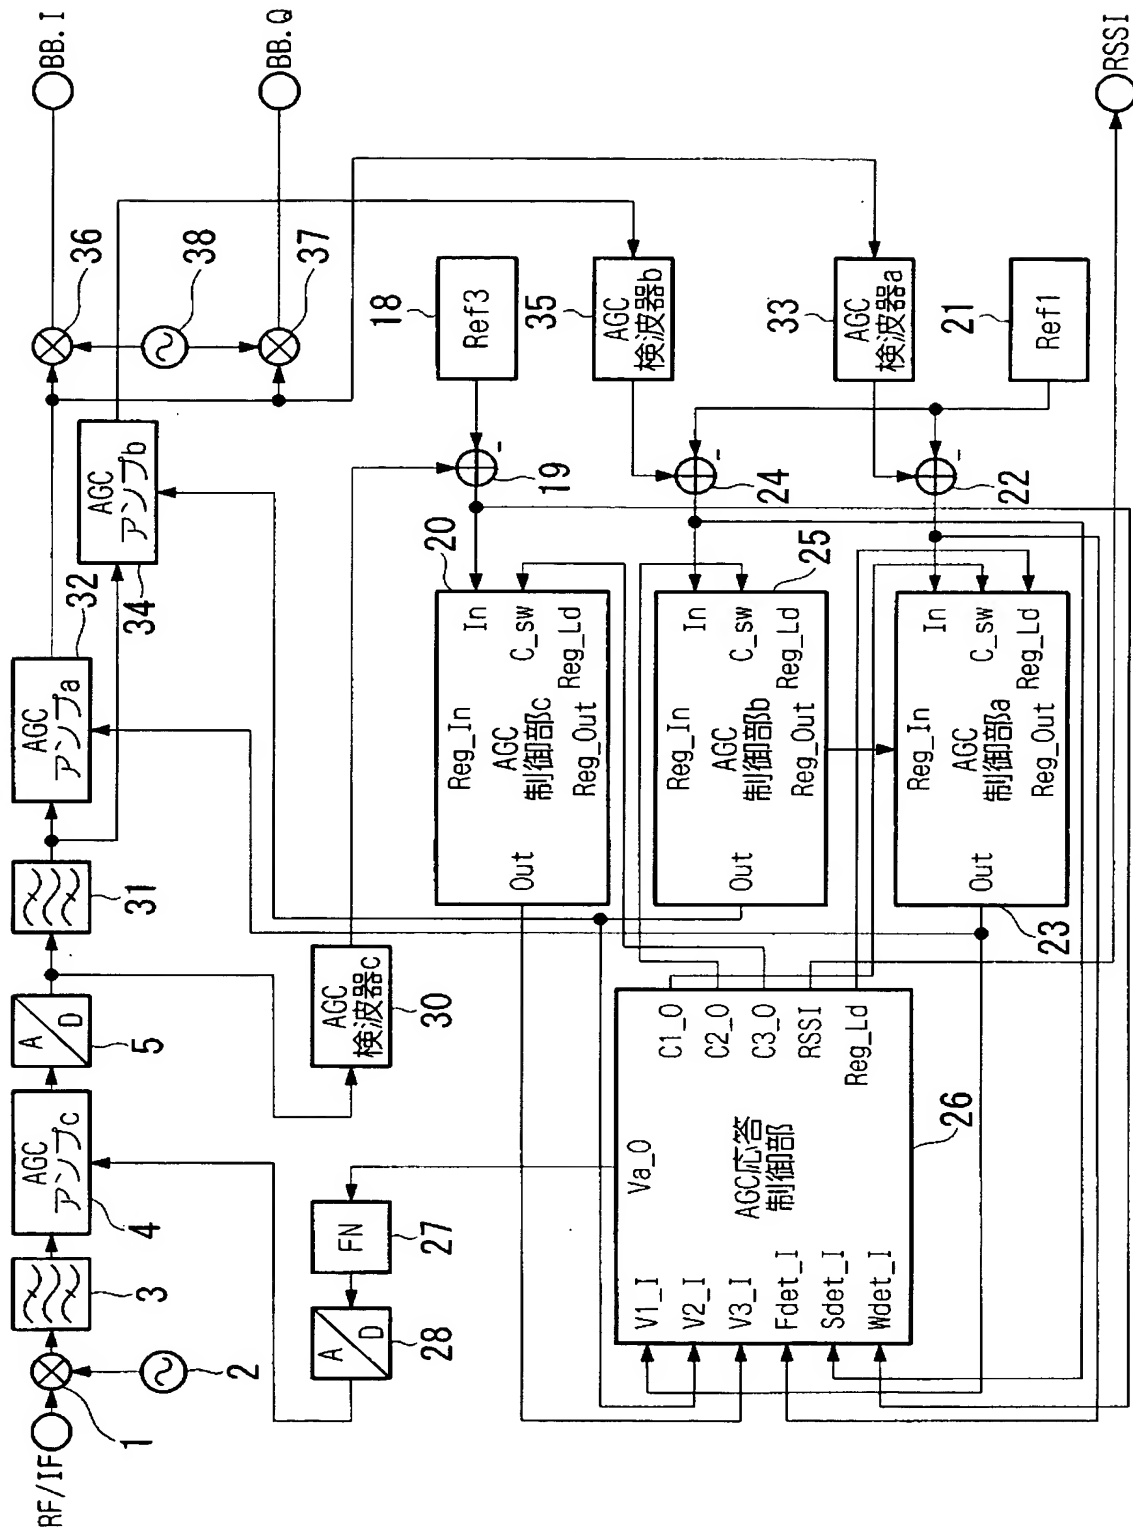 RF/IF
1
2
3
AGC
アンプc
4
A
D
5
31
AGC
アンプa
32
AGC
アンプb
34
36
38
37
BB.I
BB.Q
AGC
検波器c
30
FN
27
A
D
28
Ref3
18
-
19
AGC
検波器b
35
-
24
AGC
検波器a
33
Ref1
21
-
22
20
Reg_In
In
C_sw
Reg_Ld
AGC
制御部c
Reg_Out
Out
25
Reg_In
In
C_sw
Reg_Ld
AGC
制御部b
Reg_Out
Out
23
Reg_In
In
C_sw
Reg_Ld
AGC
制御部a
Reg_Out
Out
Va_O
C1_O
C2_O
C3_O
RSSI
Reg_Ld
AGC応答
制御部
V1_I
V2_I
V3_I
Fdet_I
Sdet_I
Wdet_I
26
RSSI